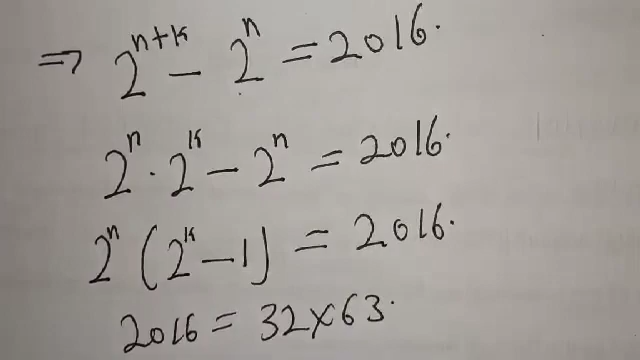 ⇒ 2^{n+k} - 2^n = 2016.
2^n · 2^k - 2^n = 2016.
2^n (2^k - 1) = 2016.
2016 = 32 × 63.